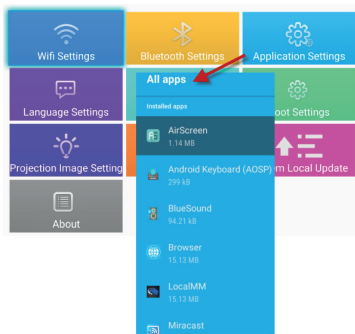 Wifi Settings
Bluetooth Settings
Application Settings
Language Settings
oot Settings
Projection Image Setting
m Local Update
About
All apps
Installed apps
AirScreen
1.14 MB
Android Keyboard (AOSP)
299 kB
BlueSound
94.21 kB
Browser
15.13 MB
LocalMM
15.13 MB
Miracast